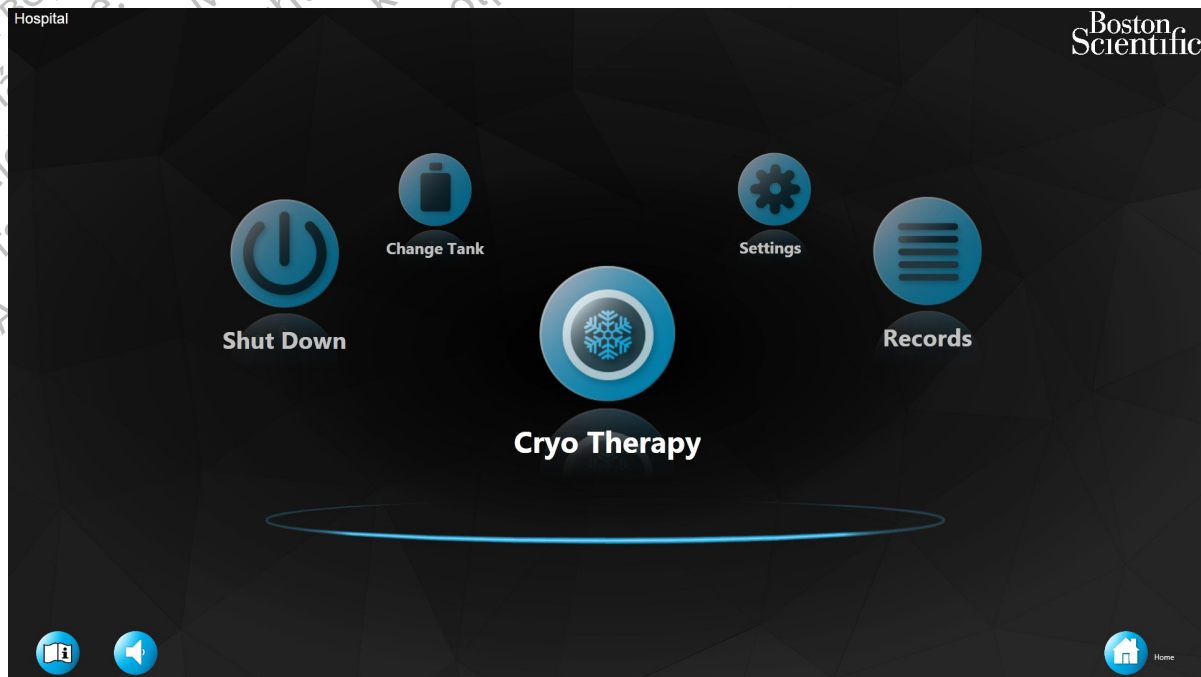 Hospital
Boston
Scientific
Change Tank
Settings
Shut Down
Records
Cryo Therapy
Home